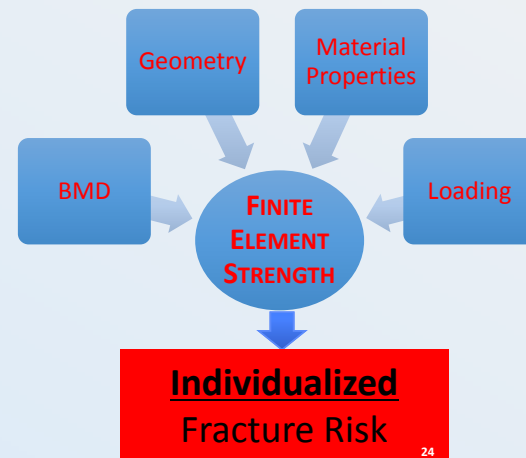 Geometry
Material
Properties
BMD
Loading
FINITE
ELEMENT
STRENGTH
Individualized
Fracture Risk
24